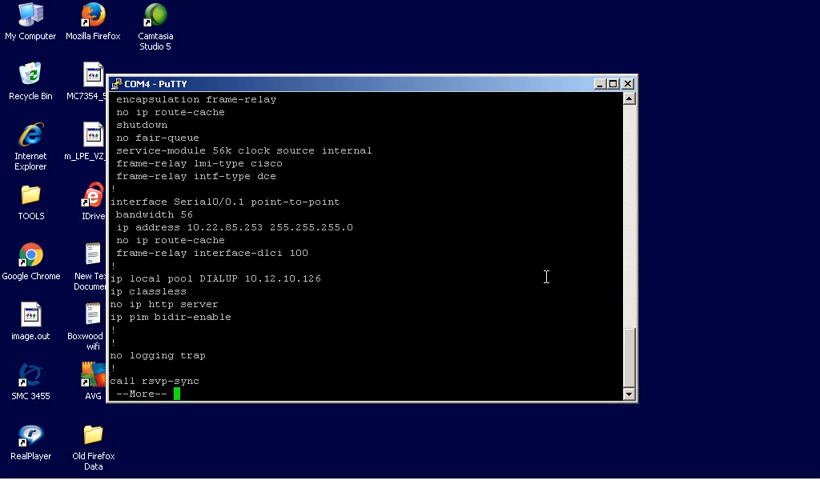 My Computer
Mozilla Firefox
Camtasia
Studio 5
Recycle Bin
MC7354_5
Internet
Explorer
m_LPE_VZ_
TOOLS
IDrive
Google Chrome
New Tex
Documen
image.out
Boxwood
wifi
SMC 3455
AVG
RealPlayer
Old Firefox
Data
COM4 - PuTTY
encapsulation frame-relay
no ip route-cache
shutdown
no fair-queue
service-module 56k clock source internal
frame-relay lmi-type cisco
frame-relay intf-type dce
!
interface Serial0/0.1 point-to-point
bandwidth 56
ip address 10.22.85.253 255.255.255.0
no ip route-cache
frame-relay interface-dlci 100
!
ip local pool DIALUP 10.12.10.126
ip classless
no ip http server
ip pim bidir-enable
!
!
no logging trap
!
call rsvp-sync
--More--